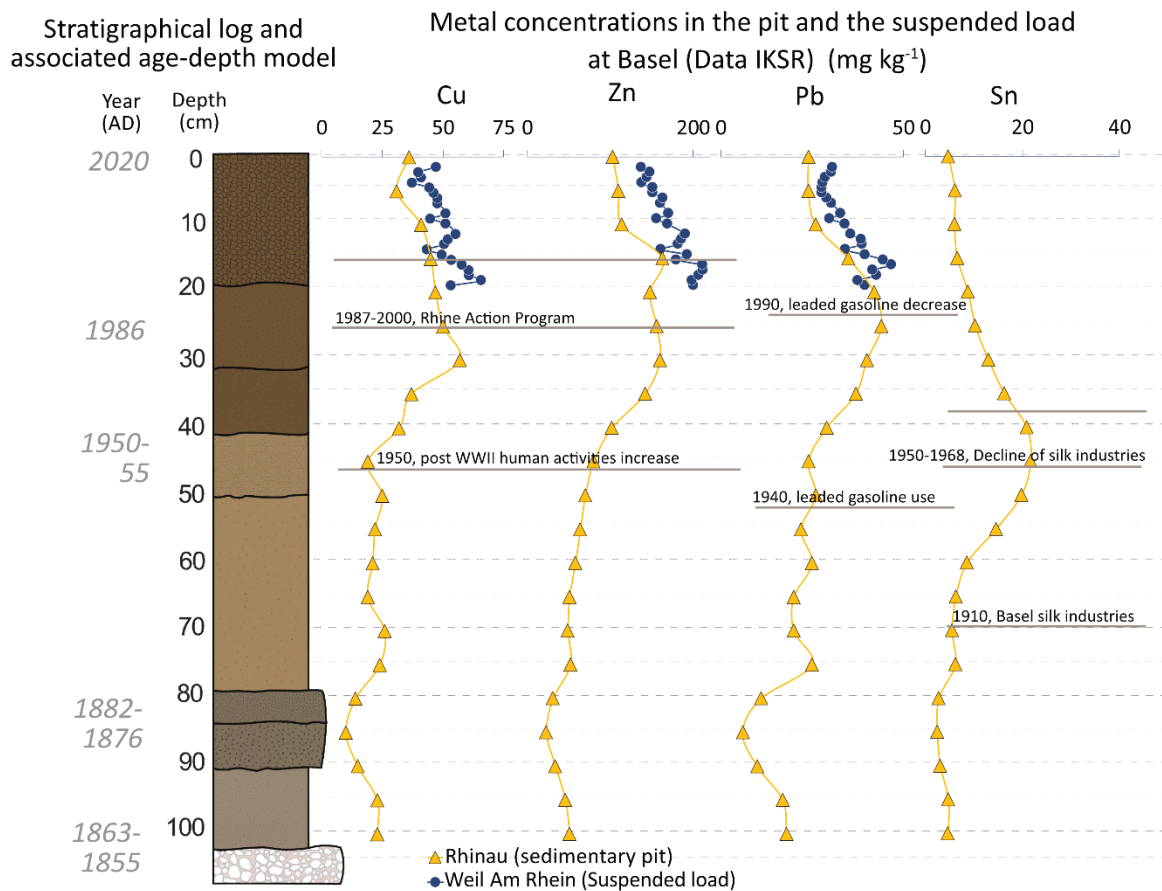 Stratigraphical log and
associated age-depth model
Metal concentrations in the pit and the suspended load
at Basel (Data IKSR) (mg kg⁻¹)
Year
(AD)
Depth
(cm)
Cu
Zn
Pb
Sn
0 25 50 75 0 200 0 50 0 20 40
2020
0
10
20
1990, leaded gasoline decrease
1987-2000, Rhine Action Program
1986
30
40
1950-
55
1950, post WWII human activities increase
1950-1968, Decline of silk industries
50
1940, leaded gasoline use
60
70
1910, Basel silk industries
80
1882-
1876
90
100
1863-
1855
Rhinau (sedimentary pit)
Weil Am Rhein (Suspended load)